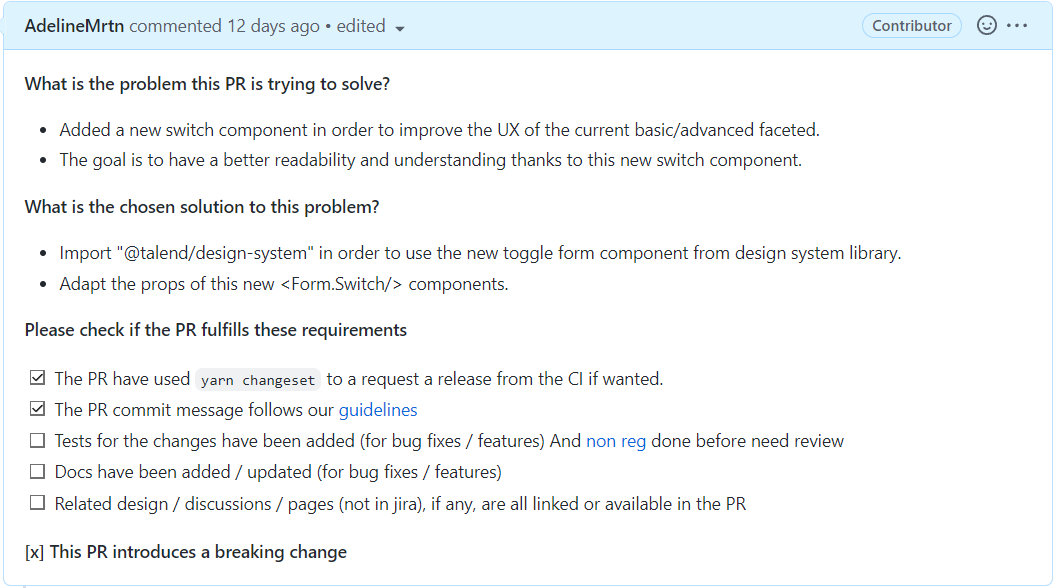 AdelineMrtn commented 12 days ago • edited
Contributor
What is the problem this PR is trying to solve?
• Added a new switch component in order to improve the UX of the current basic/advanced faceted.
• The goal is to have a better readability and understanding thanks to this new switch component.
What is the chosen solution to this problem?
• Import "@talend/design-system" in order to use the new toggle form component from design system library.
• Adapt the props of this new <Form.Switch/> components.
Please check if the PR fulfills these requirements
The PR have used yarn changeset to a request a release from the CI if wanted.
The PR commit message follows our guidelines
Tests for the changes have been added (for bug fixes / features) And non reg done before need review
Docs have been added / updated (for bug fixes / features)
Related design / discussions / pages (not in jira), if any, are all linked or available in the PR
[x] This PR introduces a breaking change